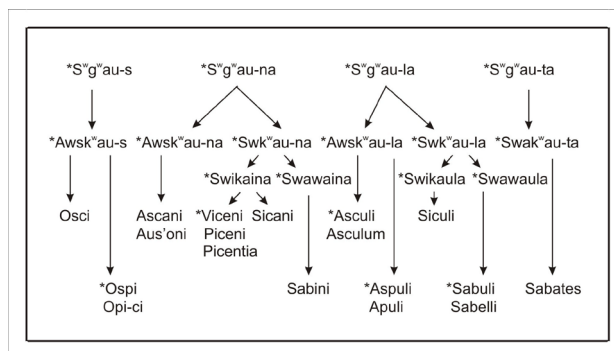 *Sʷgʷau-s *Sʷgʷau-na *Sʷgʷau-la *Sʷgʷau-ta
*Awskʷau-s *Awskʷau-na *Swkʷau-na *Awskʷau-la *Swkʷau-la *Swakʷau-ta
*Swikaina *Swawaina *Swikaula *Swawaula
Osci Ascani *Viceni Sicani *Asculi Siculi
Aus'oni Piceni Asculum
Picentia
*Ospi Sabini *Aspuli *Sabuli Sabates
Opi-ci Apuli Sabelli